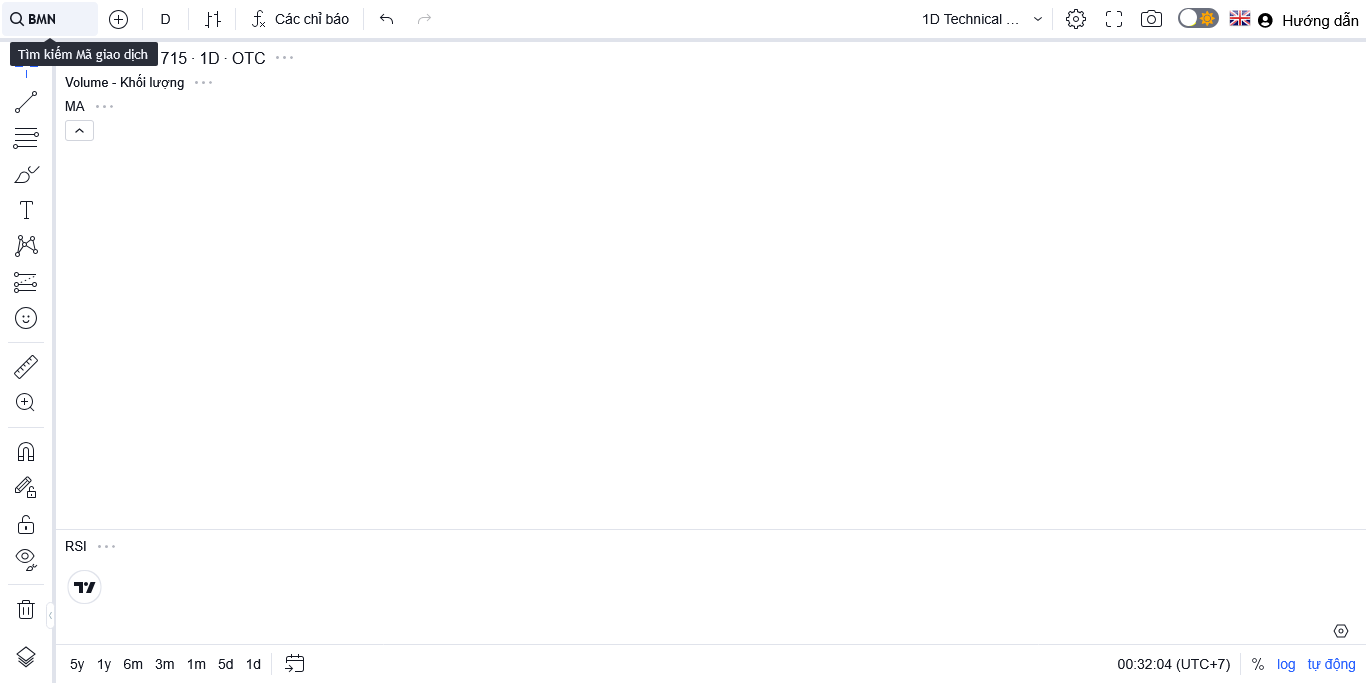 BMN
D
Các chỉ báo
1D Technical ...
Hướng dẫn
Tìm kiếm Mã giao dịch
715 · 1D · OTC
Volume - Khối lượng
MA
RSI
5y 1y 6m 3m 1m 5d 1d
00:32:04 (UTC+7)
%
log
tự động